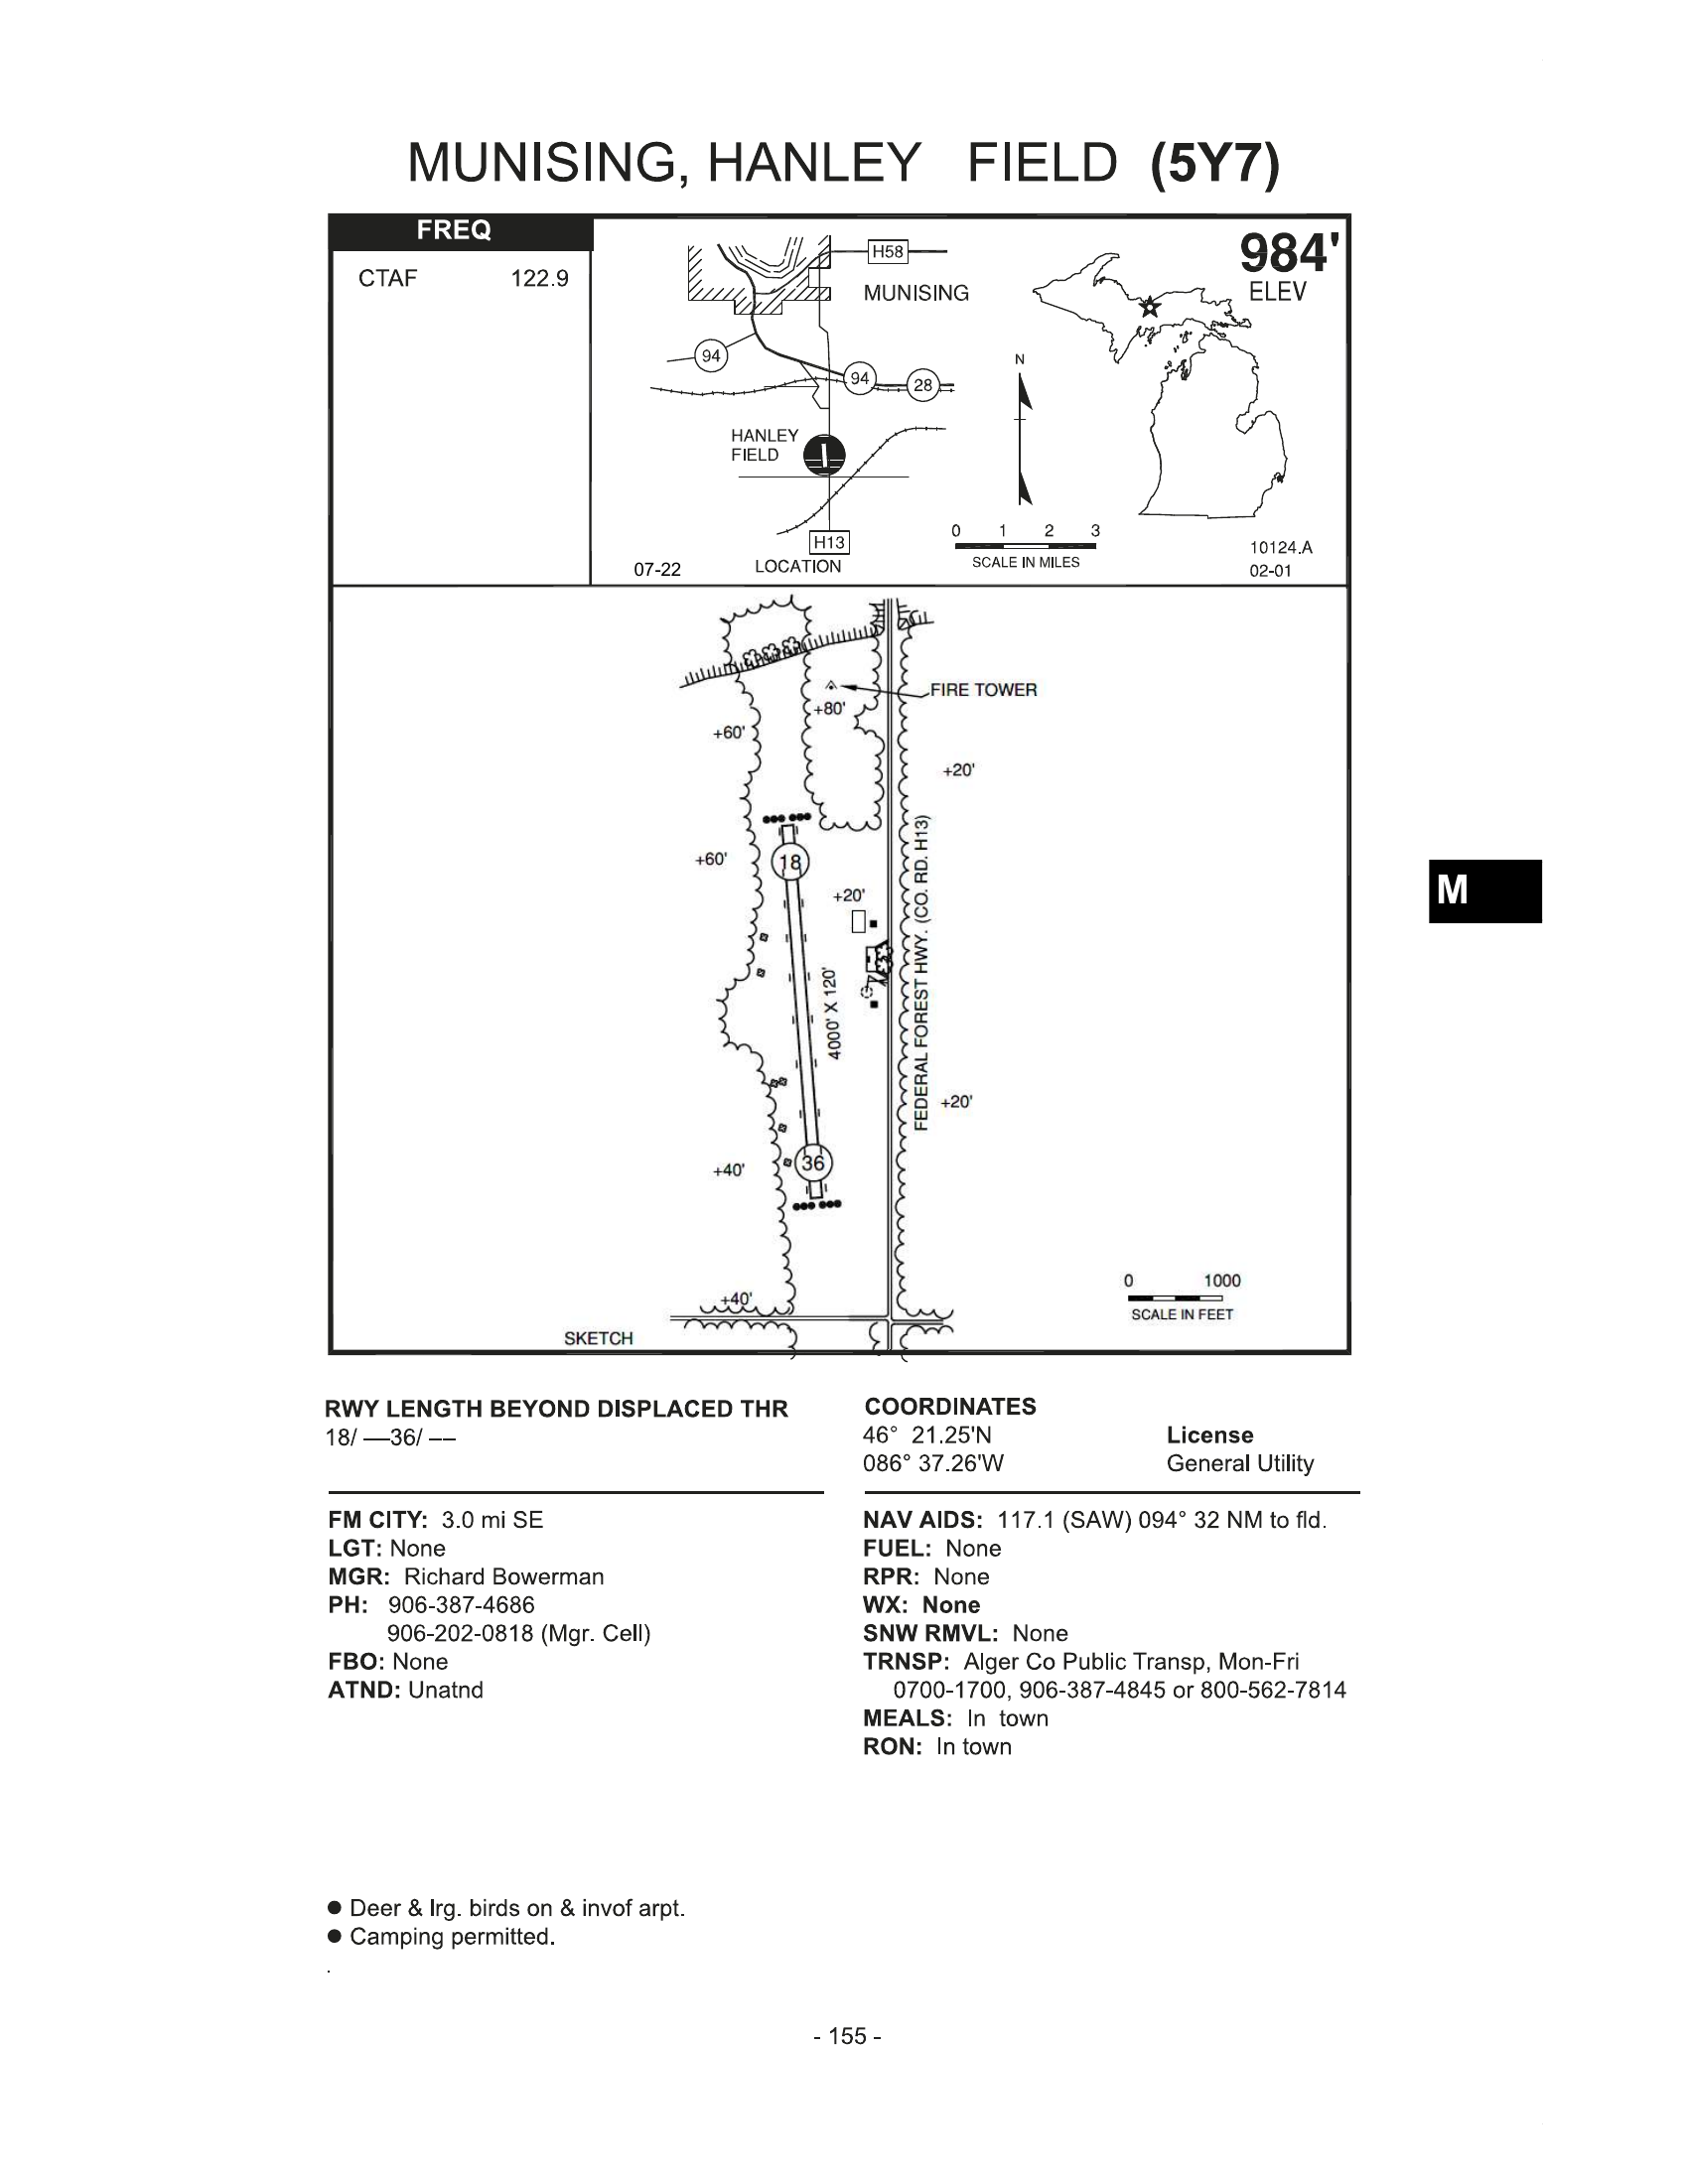 MUNISING, HANLEY FIELD (5Y7)
FREQ
CTAF 122.9
H58
MUNISING
984'
ELEV
94
94
28
N
HANLEY
FIELD
H13
0 1 2 3
SCALE IN MILES
07-22
LOCATION
10124.A
02-01
FIRE TOWER
+80'
+60'
+20'
+60'
18
+20'
4000' X 120'
FEDERAL FOREST HWY. (CO. RD. H13)
+20'
36
+40'
+40'
0 1000
SCALE IN FEET
SKETCH
M
RWY LENGTH BEYOND DISPLACED THR
18/ —36/ ––
COORDINATES
46° 21.25'N
086° 37.26'W
License
General Utility
FM CITY: 3.0 mi SE
LGT: None
MGR: Richard Bowerman
PH: 906-387-4686
906-202-0818 (Mgr. Cell)
FBO: None
ATND: Unatnd
NAV AIDS: 117.1 (SAW) 094° 32 NM to fld.
FUEL: None
RPR: None
WX: None
SNW RMVL: None
TRNSP: Alger Co Public Transp, Mon-Fri
0700-1700, 906-387-4845 or 800-562-7814
MEALS: In town
RON: In town
● Deer & lrg. birds on & invof arpt.
● Camping permitted.
.
- 155 -